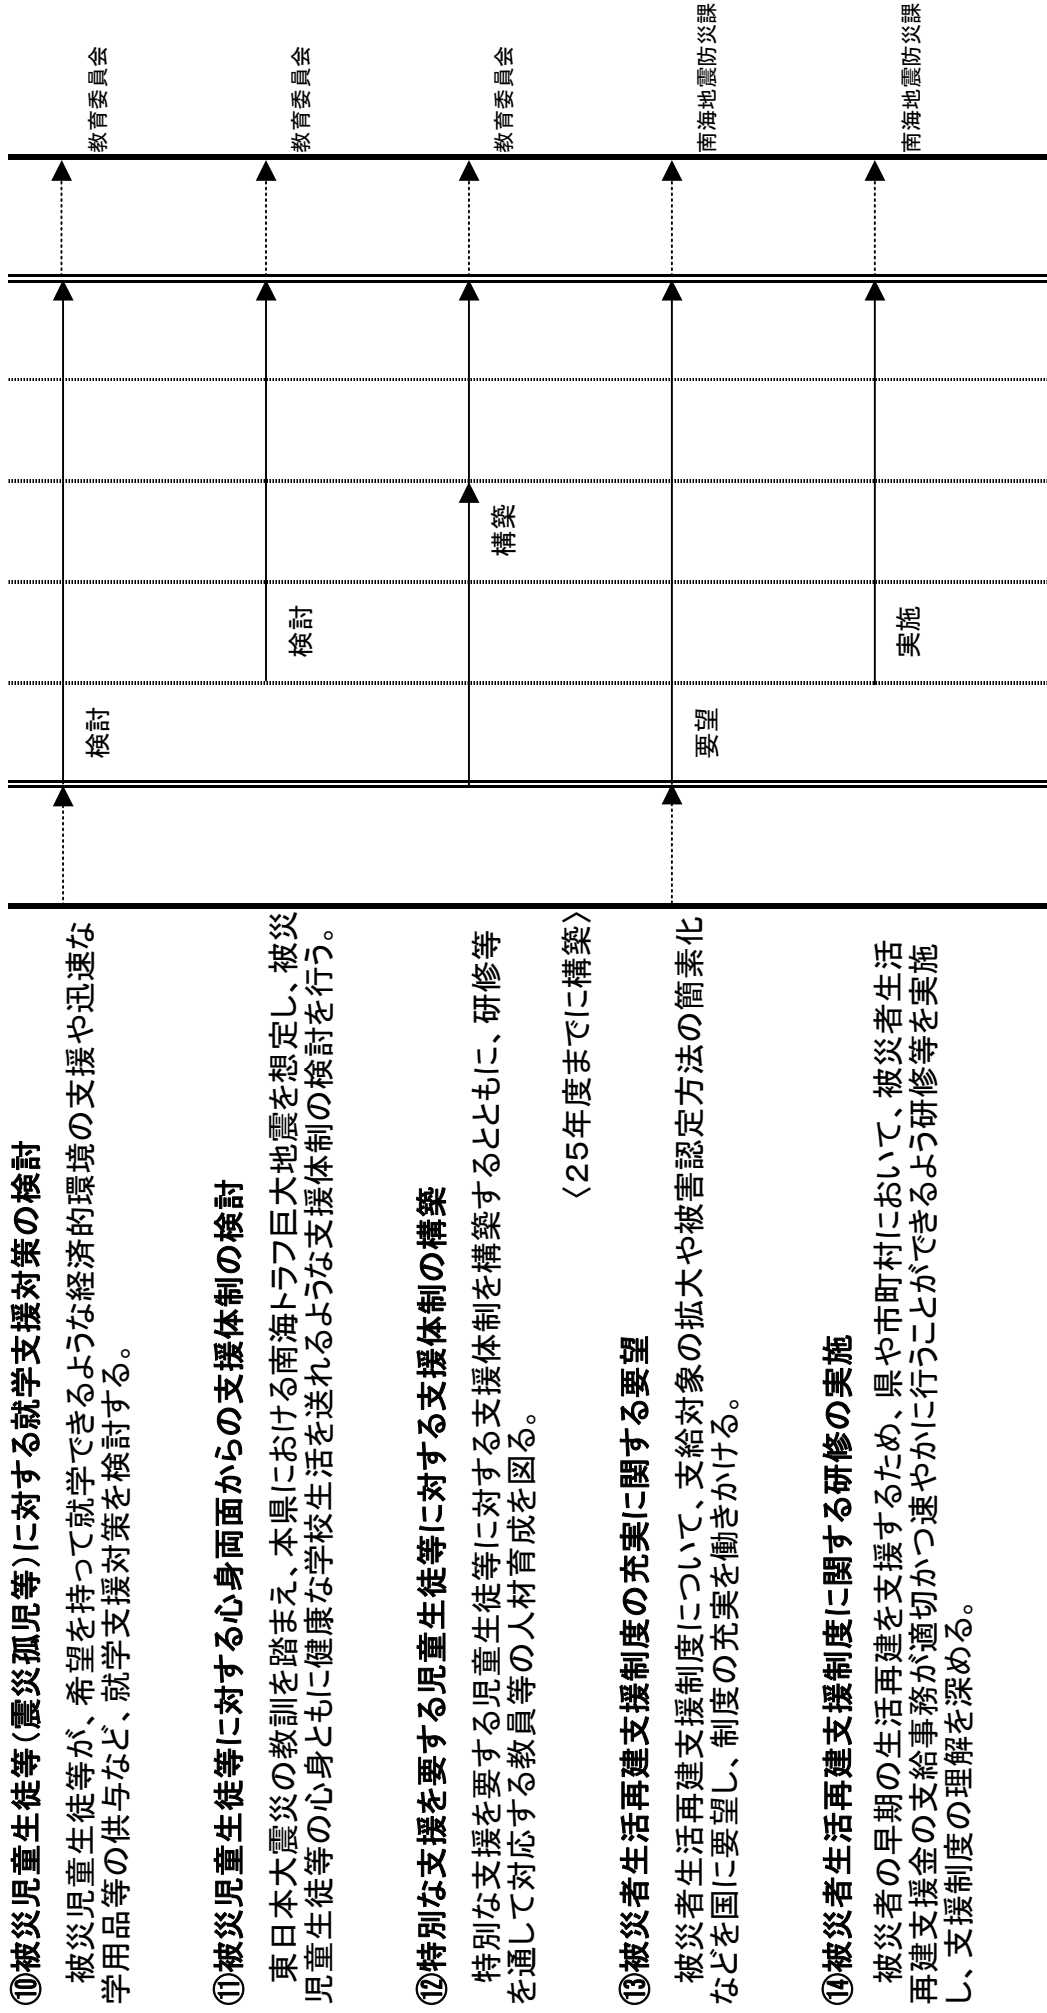 ⑩被災児童生徒等(震災孤児等)に対する就学支援対策の検討
被災児童生徒等が、希望を持って就学できるような経済的環境の支援や迅速な
学用品等の供与など、就学支援対策を検討する。
検討
教育委員会
⑪被災児童生徒等に対する心身両面からの支援体制の検討
東日本大震災の教訓を踏まえ、本県における南海トラフ巨大地震を想定し、被災
児童生徒等の心身ともに健康な学校生活を送れるような支援体制の検討を行う。
検討
教育委員会
⑫特別な支援を要する児童生徒等に対する支援体制の構築
特別な支援を要する児童生徒等に対する支援体制を構築するとともに、研修等
を通して対応する教員等の人材育成を図る。
〈25年度までに構築〉
構築
教育委員会
⑬被災者生活再建支援制度の充実に関する要望
被災者生活再建支援制度について、支給対象の拡大や被害認定方法の簡素化
などを国に要望し、制度の充実を働きかける。
要望
南海地震防災課
⑭被災者生活再建支援制度に関する研修の実施
被災者の早期の生活再建を支援するため、県や市町村において、被災者生活
再建支援金の支給事務が適切かつ速やかに行うことができるよう研修等を実施
し、支援制度の理解を深める。
実施
南海地震防災課